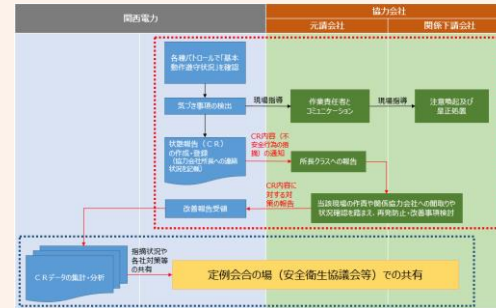 関西電力
協力会社
元請会社
関係下請会社
各種パトロールで「基本
動作遵守状況」を確認
気づき事項の検出
現場指導
作業責任者と
コミュニケーション
現場指導
注意喚起及び
是正処置
状態報告（CR）
の作成・登録
（協力会社所長への連絡
状況を記載）
CR内容（不
安全行為の指
摘）の通知
所長クラスへの報告
CR内容に
対する対
策の報告
改善報告受領
当該現場の作責や関係協力会社への聞取りや
状況確認を踏まえ、再発防止・改善事項検討
CRデータの集計・分析
指摘状況や
各社対策等
の共有
定例会合の場（安全衛生協議会等）での共有